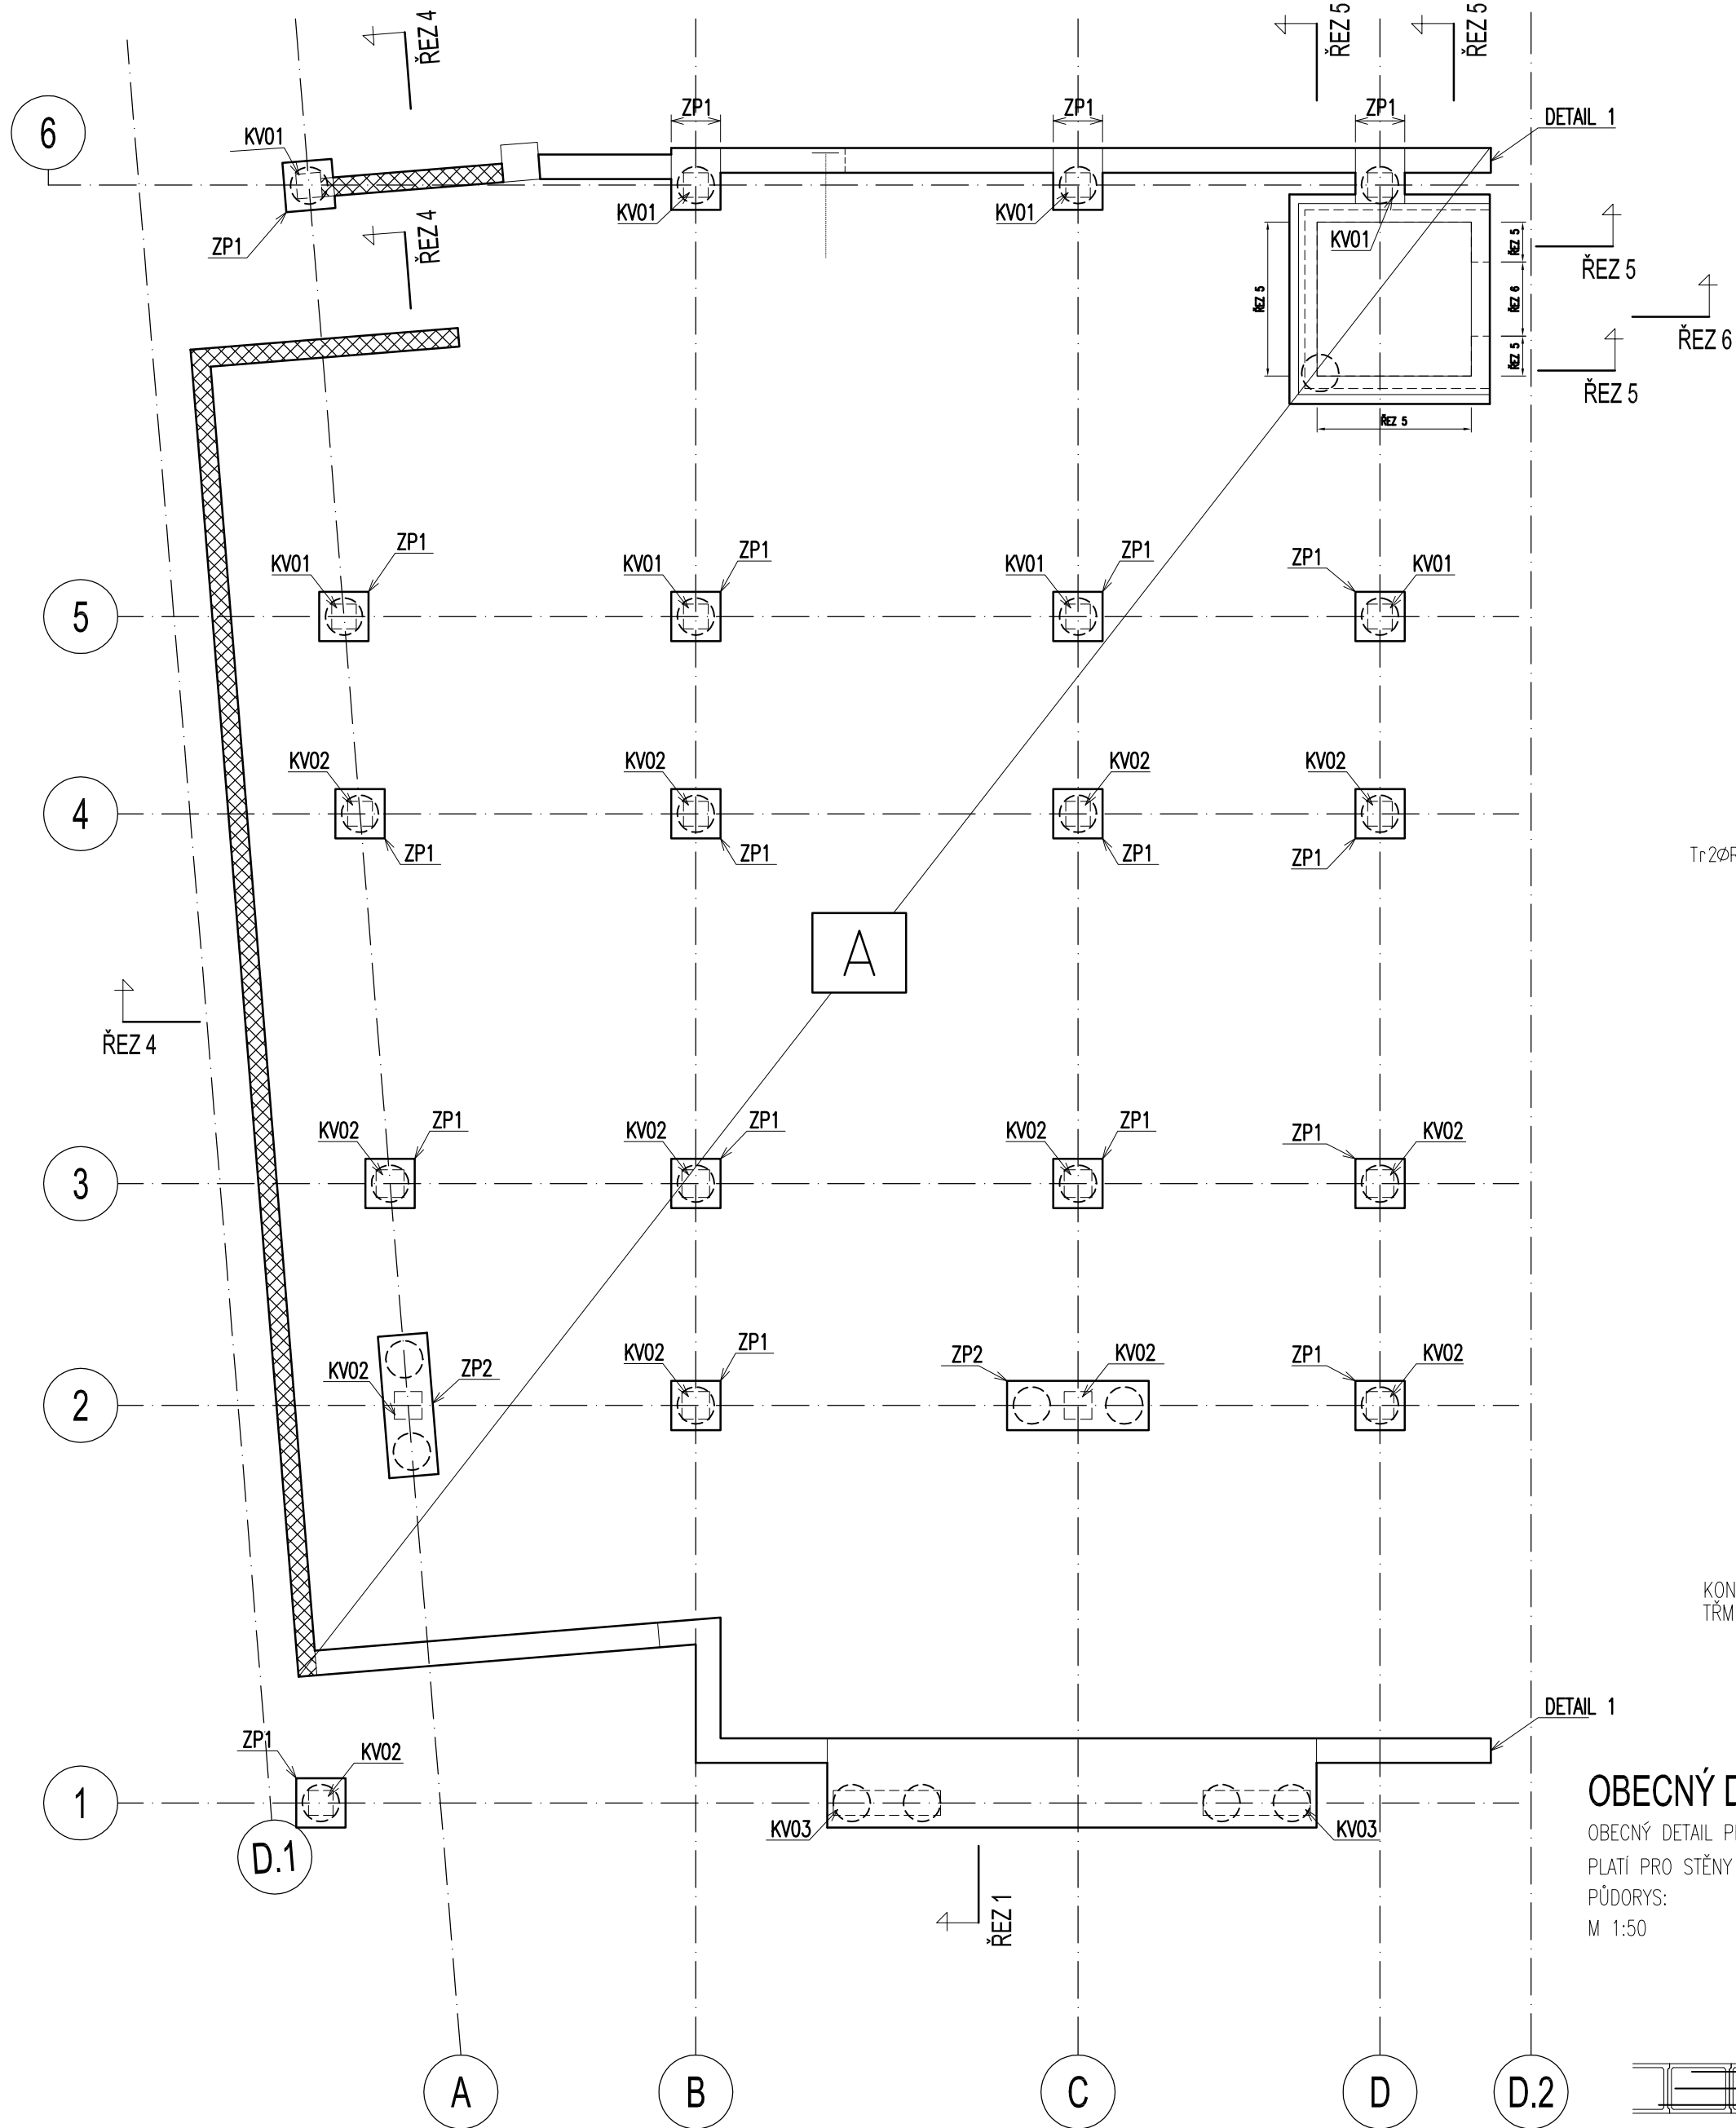 ŘEZ 4
ŘEZ 5
ŘEZ 5
ZP1
ZP1
ZP1
DETAIL 1
6
KV01
KV01
KV01
KV01
ZP1
ŘEZ 4
ŘEZ 5
ŘEZ 5
ŘEZ 5
ŘEZ 6
ŘEZ 6
ŘEZ 5
ŘEZ 5
ŘEZ 5
KV01
ZP1
KV01
ZP1
KV01
ZP1
ZP1
KV01
5
KV02
KV02
KV02
KV02
4
ZP1
ZP1
ZP1
ZP1
Tr2ØR
A
ŘEZ 4
KV02
ZP1
KV02
ZP1
KV02
ZP1
ZP1
KV02
3
KV02
ZP2
KV02
ZP1
ZP2
KV02
ZP1
KV02
2
KON
TŘM
DETAIL 1
ZP1
KV02
1
KV03
KV03
D.1
OBECNÝ D
OBECNÝ DETAIL
PLATÍ PRO STĚNY
PŮDORYS:
M 1:50
ŘEZ 1
A
B
C
D
D.2